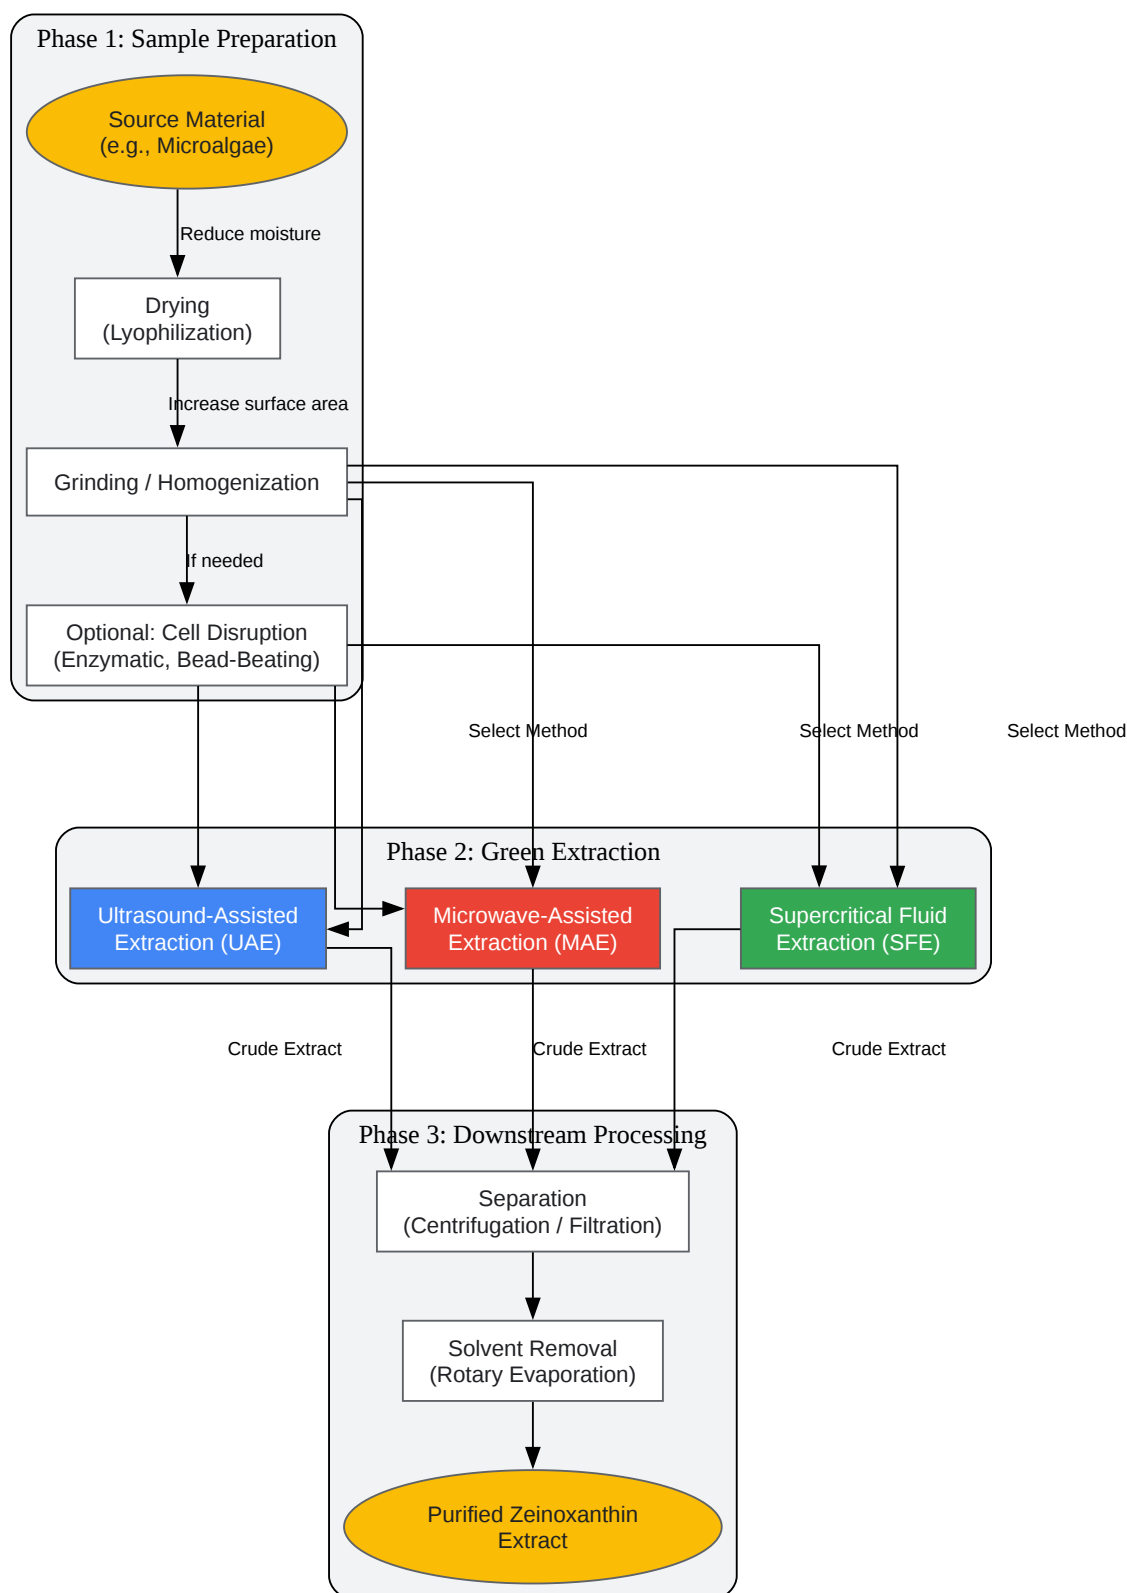 Phase 1: Sample Preparation
Source Material
(e.g., Microalgae)
Reduce moisture
Drying
(Lyophilization)
Increase surface area
Grinding / Homogenization
If needed
Optional: Cell Disruption
(Enzymatic, Bead-Beating)
Select Method
Select Method
Select Method
Phase 2: Green Extraction
Ultrasound-Assisted
Extraction (UAE)
Microwave-Assisted
Extraction (MAE)
Supercritical Fluid
Extraction (SFE)
Crude Extract
Crude Extract
Crude Extract
Phase 3: Downstream Processing
Separation
(Centrifugation / Filtration)
Solvent Removal
(Rotary Evaporation)
Purified Zeinoxanthin
Extract